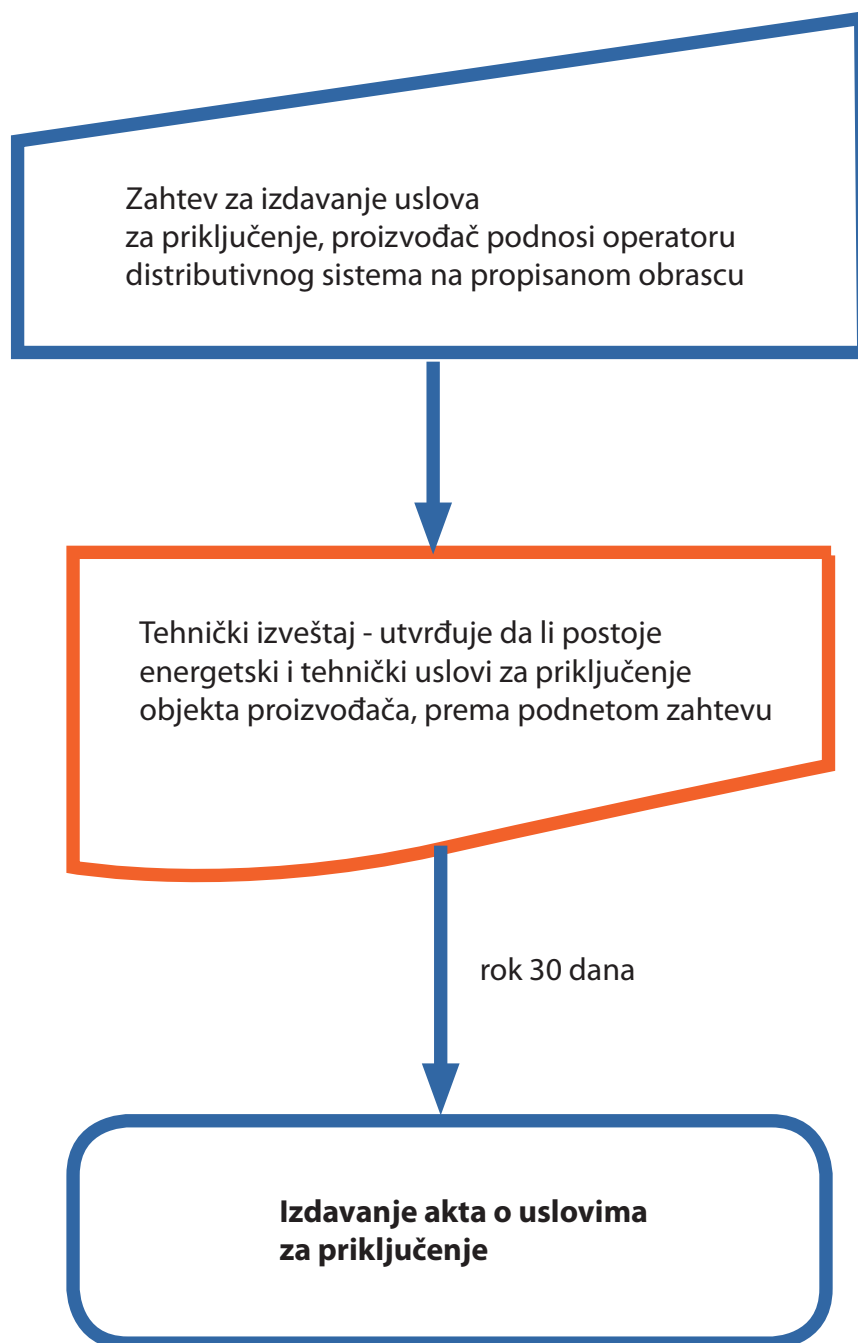 Zahtev za izdavanje uslova
za priključenje, proizvođač podnosi operatoru
distributivnog sistema na propisanom obrascu
Tehnički izveštaj - utvrđuje da li postoje
energetski i tehnički uslovi za priključenje
objekta proizvođača, prema podnetom zahtevu
rok 30 dana
Izdavanje akta o uslovima
za priključenje